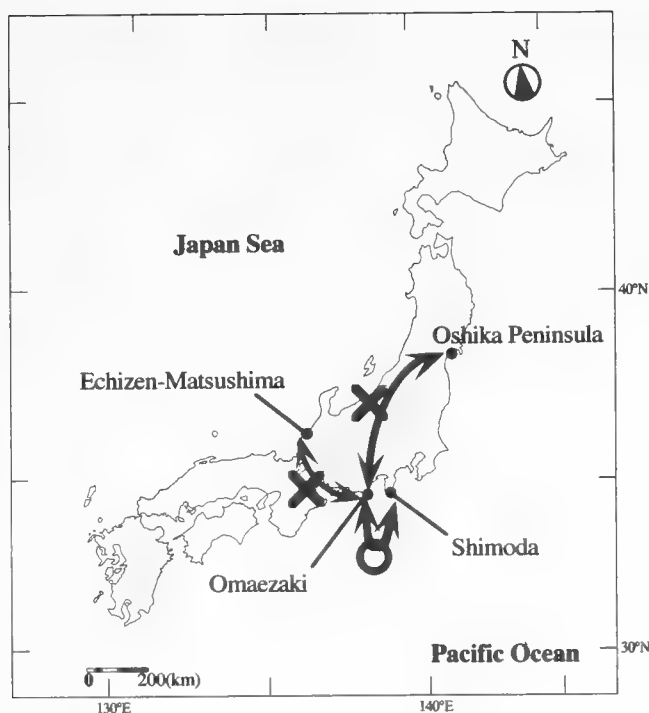 N
Japan Sea
40°N
Oshika Peninsula
Echizen-Matsushima
Shimoda
Omaezaki
30°N
Pacific Ocean
0 200(km)
130°E 140°E